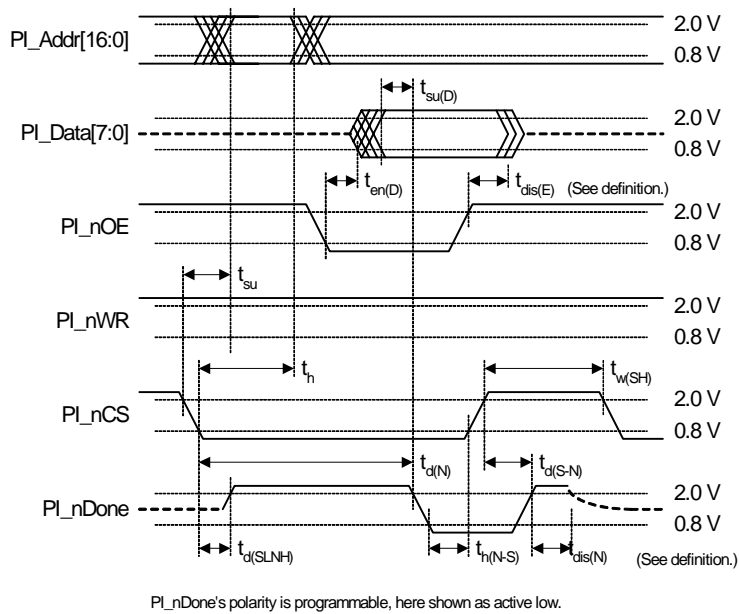 PI_Addr[16:0]
2.0 V
0.8 V
t_su(D)
PI_Data[7:0]
2.0 V
0.8 V
t_en(D)
t_dis(E) (See definition.)
PI_nOE
2.0 V
0.8 V
t_su
PI_nWR
2.0 V
0.8 V
t_h
t_w(SH)
PI_nCS
2.0 V
0.8 V
t_d(N)
t_d(S-N)
PI_nDone
2.0 V
0.8 V
t_d(SLNH)
t_h(N-S)
t_dis(N)
(See definition.)
PI_nDone's polarity is programmable, here shown as active low.